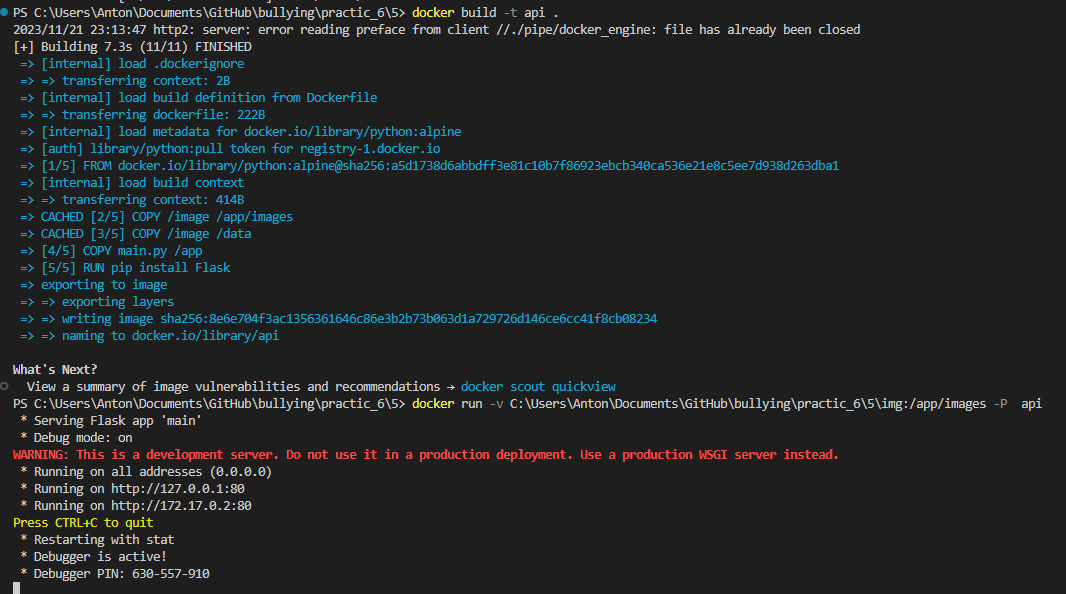 PS C:\Users\Anton\Documents\GitHub\bullying\practic_6\5> docker build -t api .
2023/11/21 23:13:47 http2: server: error reading preface from client //./pipe/docker_engine: file has already been closed
[+] Building 7.3s (11/11) FINISHED
=> [internal] load .dockerignore
=> => transferring context: 2B
=> [internal] load build definition from Dockerfile
=> => transferring dockerfile: 222B
=> [internal] load metadata for docker.io/library/python:alpine
=> [auth] library/python:pull token for registry-1.docker.io
=> [1/5] FROM docker.io/library/python:alpine@sha256:a5d1738d6abbdff3e81c10b7f86923ebcb340ca536e21e8c5ee7d938d263dba1
=> [internal] load build context
=> => transferring context: 414B
=> CACHED [2/5] COPY /image /app/images
=> CACHED [3/5] COPY /image /data
=> [4/5] COPY main.py /app
=> [5/5] RUN pip install Flask
=> exporting to image
=> => exporting layers
=> => writing image sha256:8e6e704f3ac1356361646c86e3b2b73b063d1a729726d146ce6cc41f8cb08234
=> => naming to docker.io/library/api
What's Next?
View a summary of image vulnerabilities and recommendations → docker scout quickview
PS C:\Users\Anton\Documents\GitHub\bullying\practic_6\5> docker run -v C:\Users\Anton\Documents\GitHub\bullying\practic_6\5\img:/app/images -P  api
* Serving Flask app 'main'
* Debug mode: on
WARNING: This is a development server. Do not use it in a production deployment. Use a production WSGI server instead.
* Running on all addresses (0.0.0.0)
* Running on http://127.0.0.1:80
* Running on http://172.17.0.2:80
Press CTRL+C to quit
* Restarting with stat
* Debugger is active!
* Debugger PIN: 630-557-910